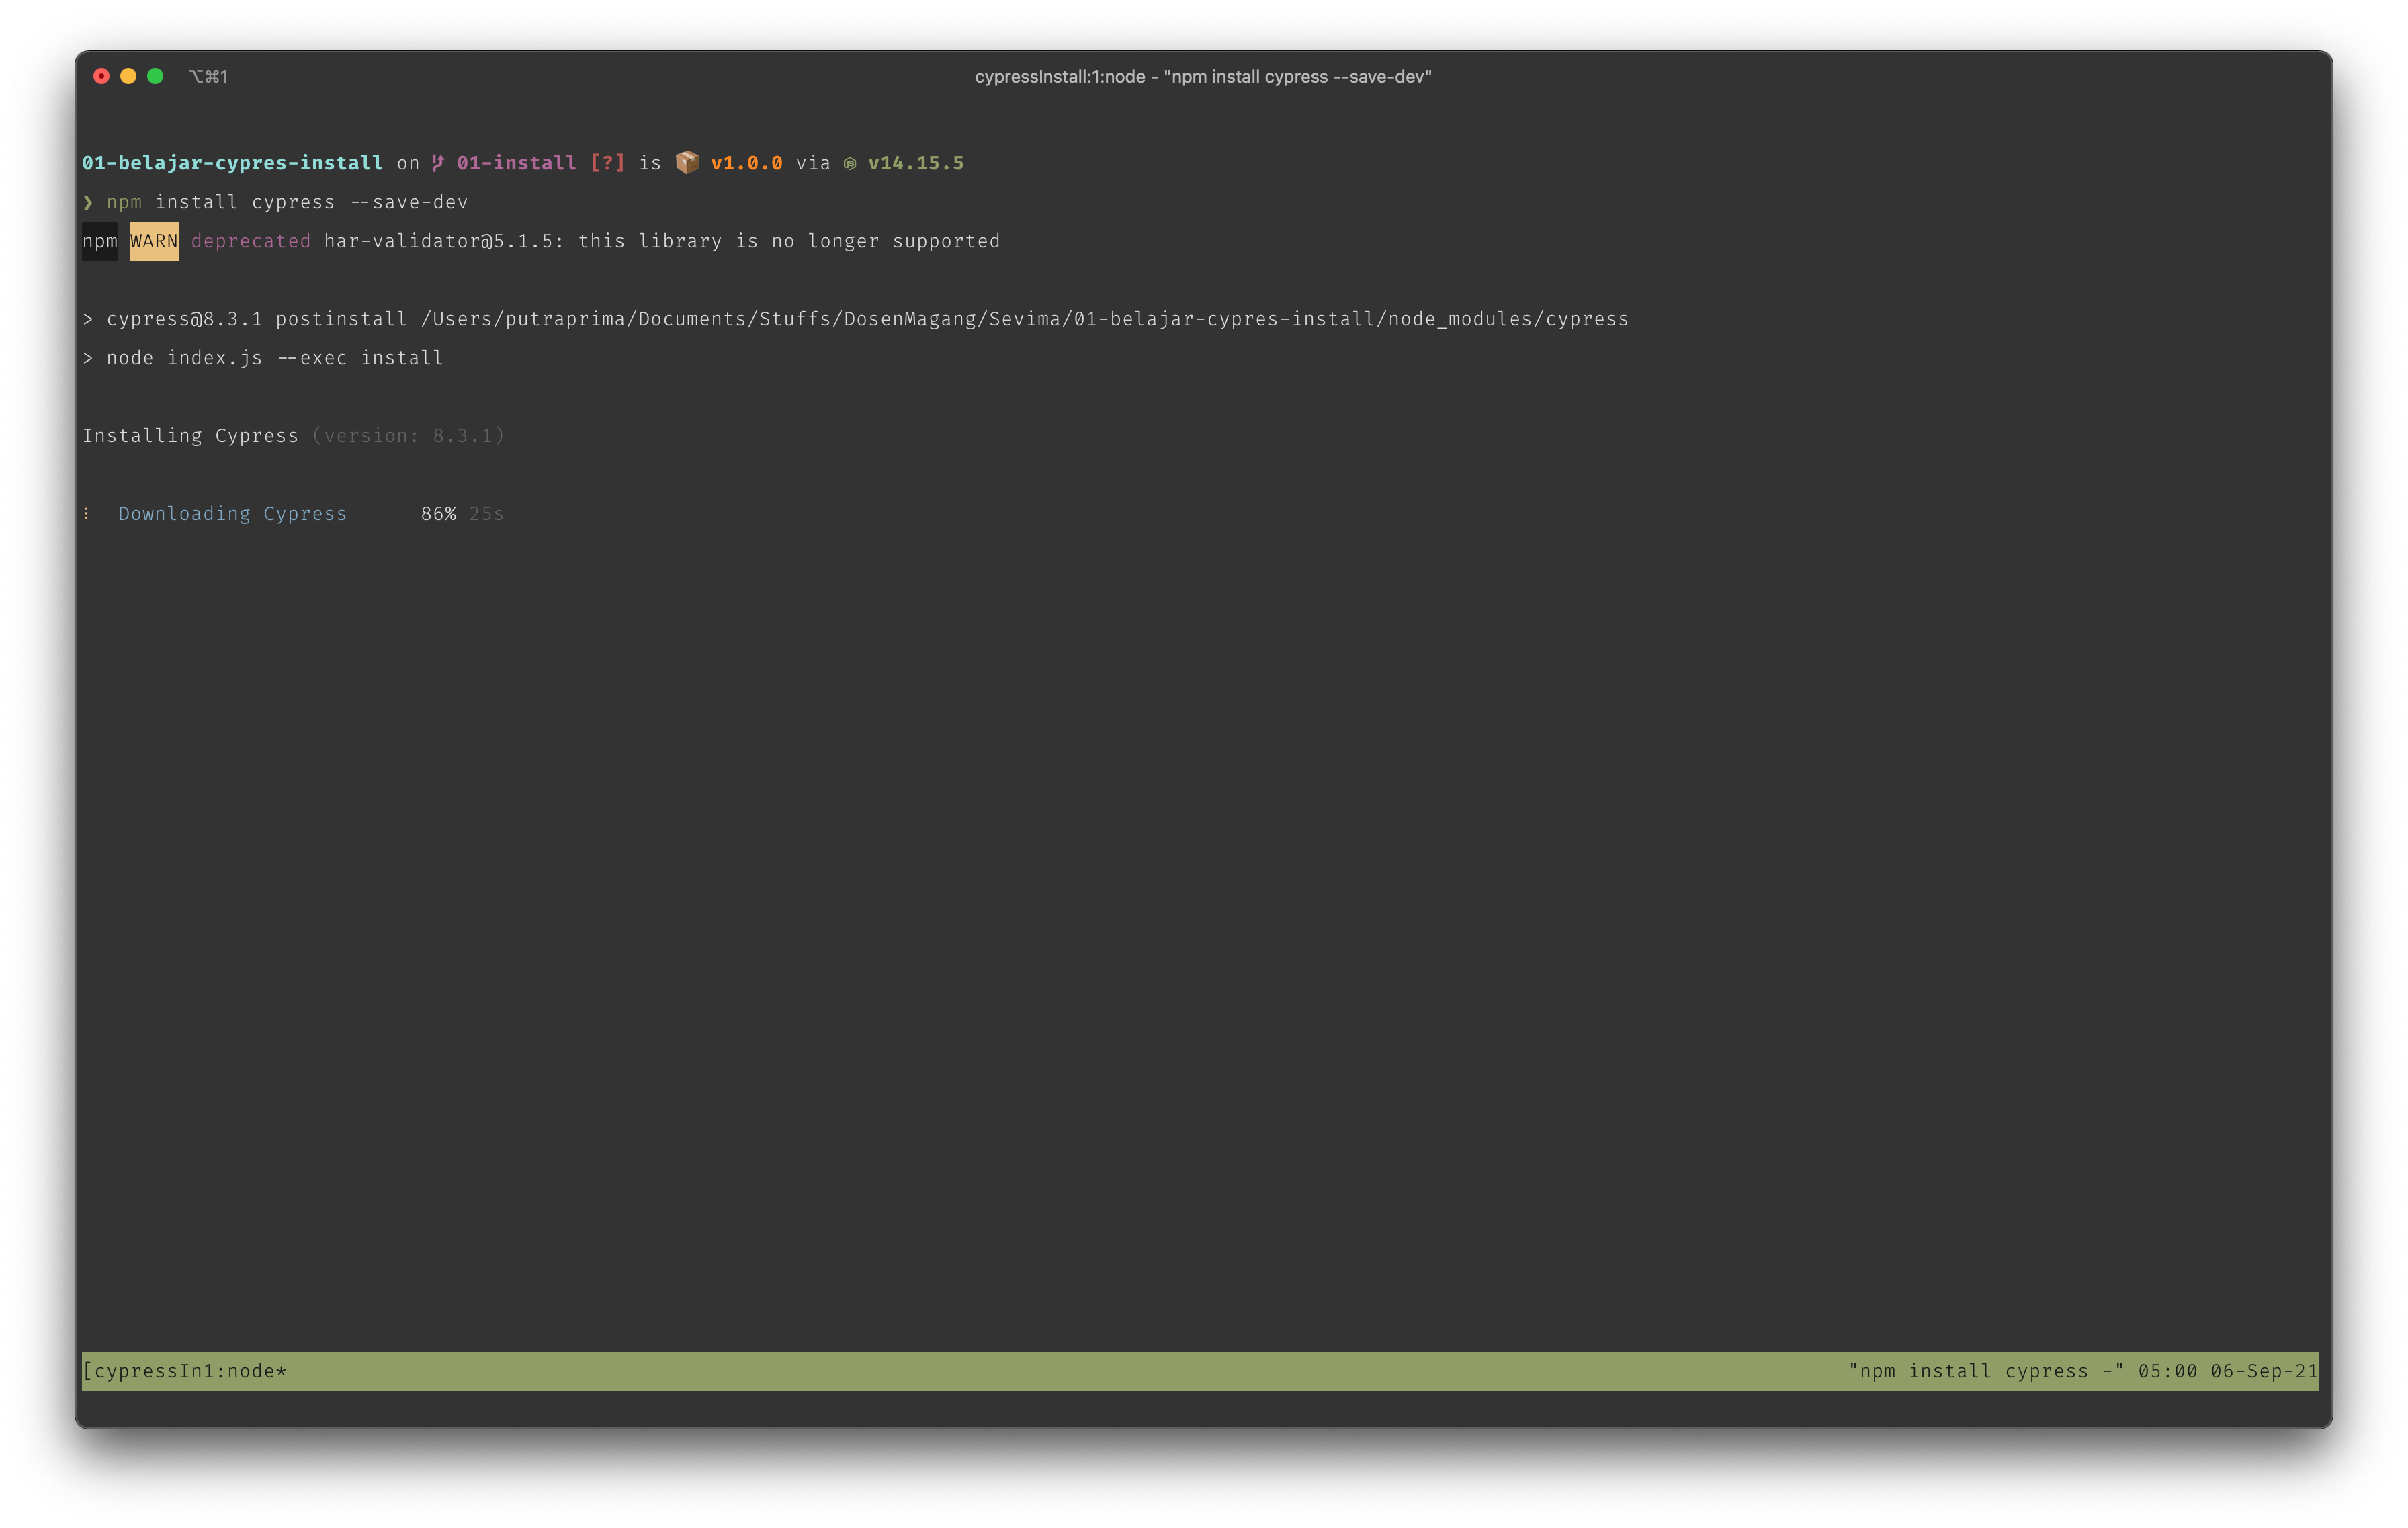 ⌥⌘1 cypressInstall:1:node - "npm install cypress --save-dev"
01-belajar-cypres-install on 01-install [?] is 📦 v1.0.0 via v14.15.5
❯ npm install cypress --save-dev
npm WARN deprecated har-validator@5.1.5: this library is no longer supported
> cypress@8.3.1 postinstall /Users/putraprima/Documents/Stuffs/DosenMagang/Sevima/01-belajar-cypres-install/node_modules/cypress
> node index.js --exec install
Installing Cypress (version: 8.3.1)
⠸ Downloading Cypress 86% 25s
[cypressIn1:node* "npm install cypress -" 05:00 06-Sep-21